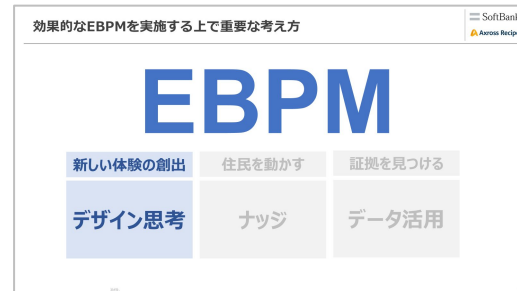 効果的なEBPMを実施する上で重要な考え方
SoftBank
Axross Recipe
EBPM
新しい体験の創出 住民を動かす 証拠を見つける
デザイン思考 ナッジ データ活用